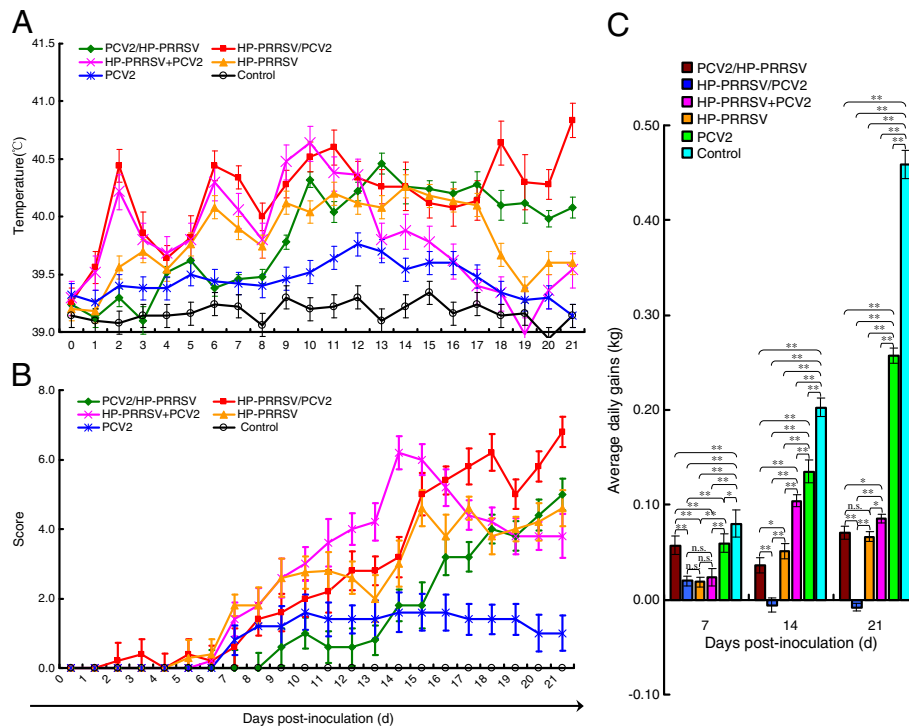 A
41.5
41.0
40.5
40.0
39.5
39.0
Temperature(℃)
PCV2/HP-PRRSV
HP-PRRSV/PCV2
HP-PRRSV+PCV2
HP-PRRSV
PCV2
Control
0 1 2 3 4 5 6 7 8 9 10 11 12 13 14 15 16 17 18 19 20 21
B
8.0
6.0
4.0
2.0
0.0
Score
PCV2/HP-PRRSV
HP-PRRSV/PCV2
HP-PRRSV+PCV2
HP-PRRSV
PCV2
Control
0 1 2 3 4 5 6 7 8 9 10 11 12 13 14 15 16 17 18 19 20 21
Days post-inoculation (d)
C
PCV2/HP-PRRSV
HP-PRRSV/PCV2
HP-PRRSV+PCV2
HP-PRRSV
PCV2
Control
0.50
0.40
0.30
0.20
0.10
0.00
-0.10
Average daily gains (kg)
**
**
**
**
**
** *
** ** **
n.s.
n.s. n.s.
**
**
**
**
**
**
**
**
**
**
**
*
** **
**
**
**
**
**
**
**
**
**
*
**
n.s. *
** **
7 14 21
Days post-inoculation (d)